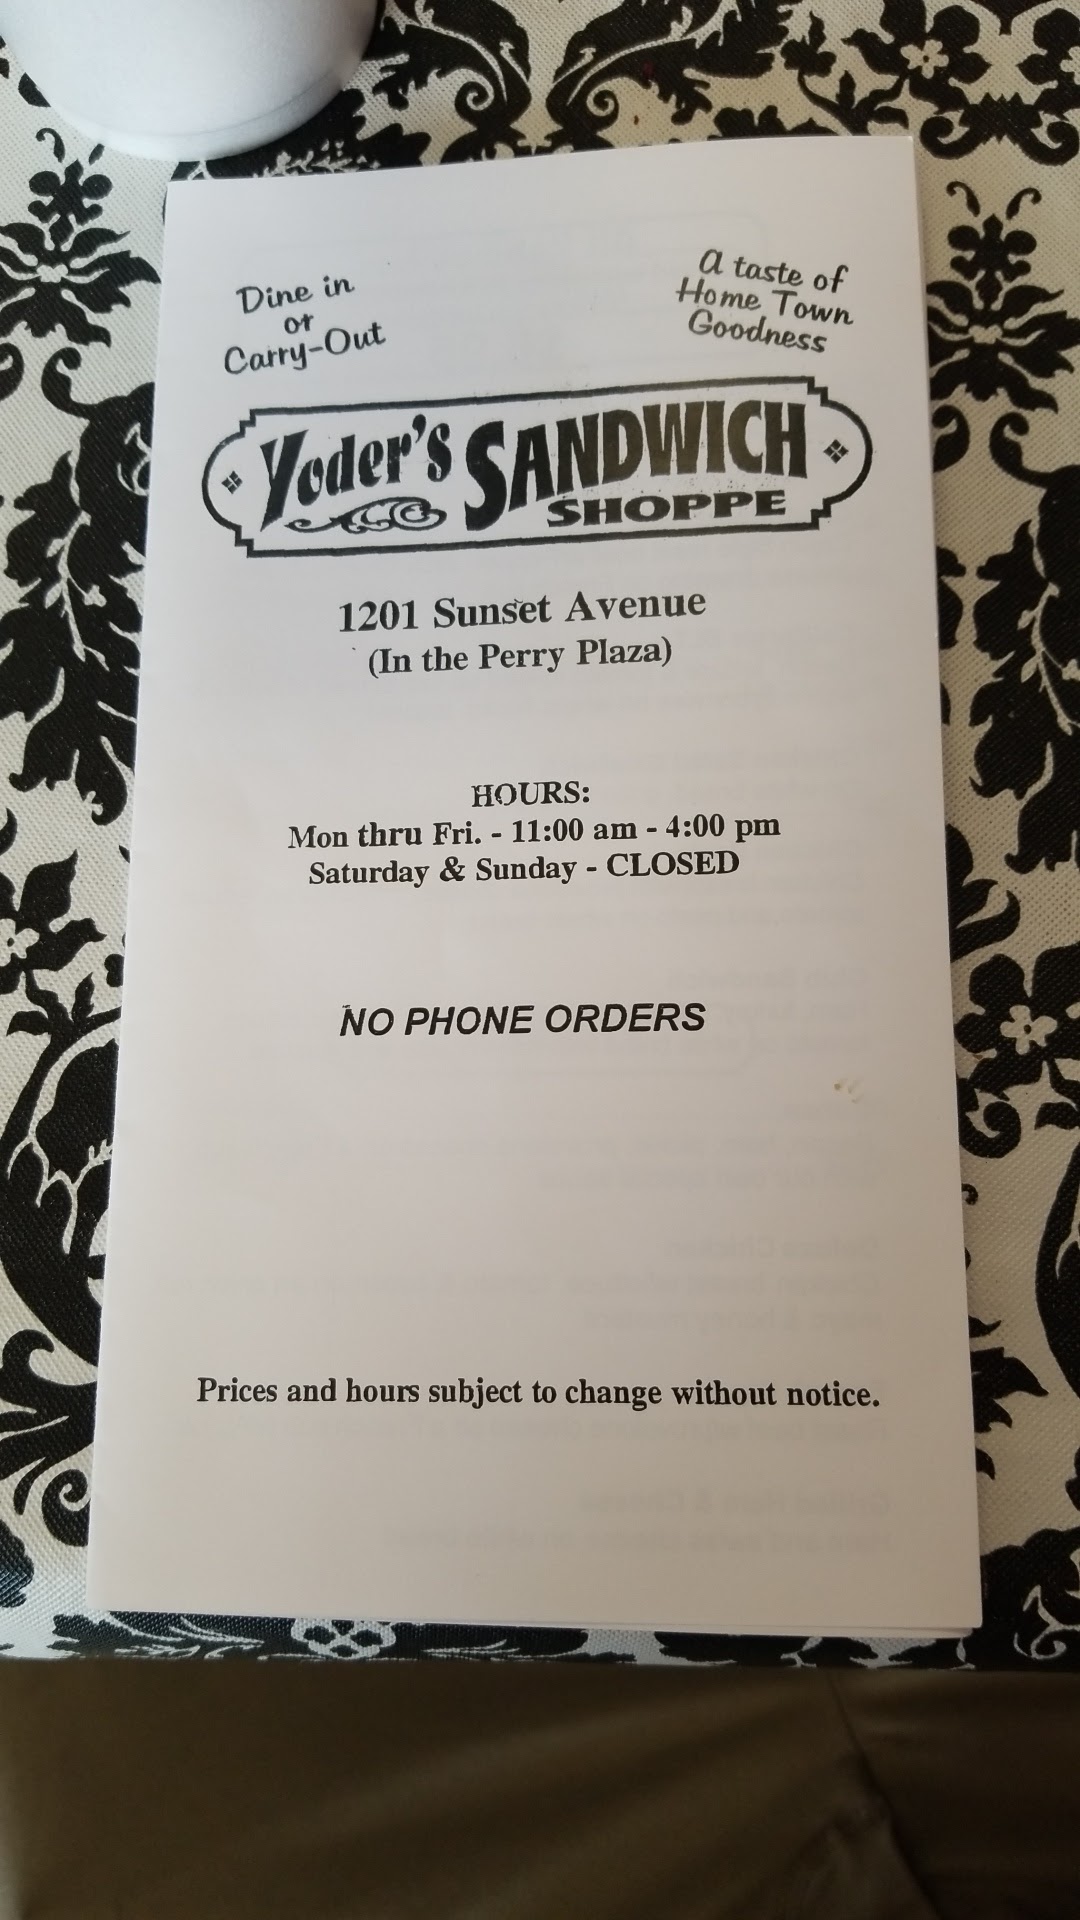 Dine in
or
Carry-Out
A taste of
Home Town
Goodness
Yoder's SANDWICH
SHOPPE
1201 Sunset Avenue
(In the Perry Plaza)
HOURS:
Mon thru Fri. - 11:00 am - 4:00 pm
Saturday & Sunday - CLOSED
NO PHONE ORDERS
Prices and hours subject to change without notice.